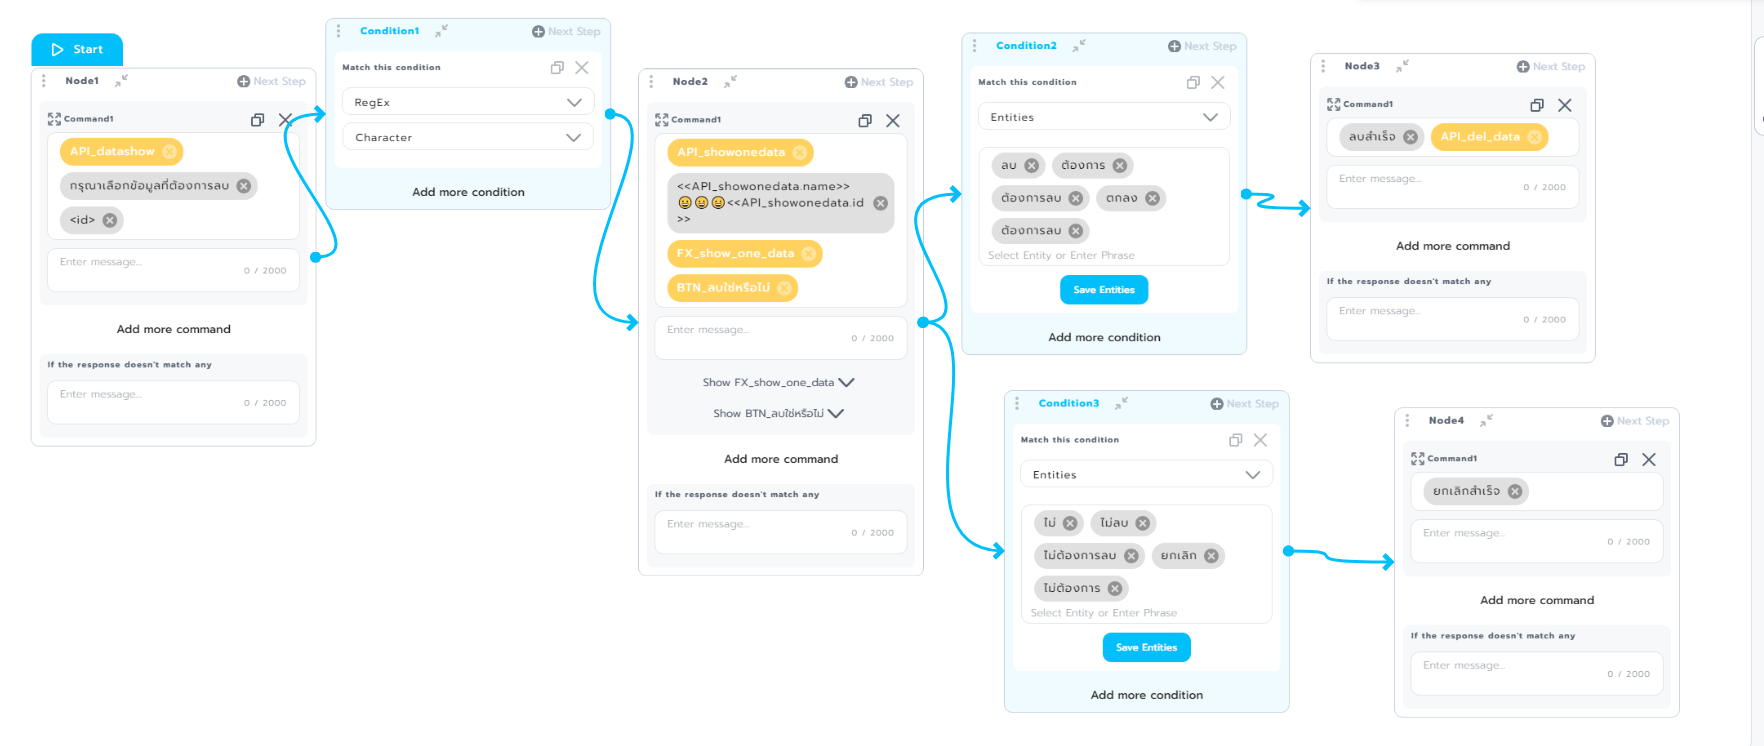 Start
Node1
Next Step
Command1
API_datashow
กรุณาเลือกข้อมูลที่ต้องการลบ
<id>
Enter message...
0 / 2000
Add more command
If the response doesn't match any
Enter message...
0 / 2000
Condition1
Next Step
Match this condition
RegEx
Character
Add more condition
Node2
Next Step
Command1
API_showonedata
<<API_showonedata.name>>
😀😀😀<<API_showonedata.id
>>
FX_show_one_data
BTN_ลบใช่หรือไม่
Enter message...
0 / 2000
Show FX_show_one_data
Show BTN_ลบใช่หรือไม่
Add more command
If the response doesn't match any
Enter message...
0 / 2000
Condition2
Next Step
Match this condition
Entities
ลบ ต้องการ
ต้องการลบ ตกลง
ต้องการลบ
Select Entity or Enter Phrase
Save Entities
Add more condition
Node3
Next Step
Command1
ลบสำเร็จ API_del_data
Enter message...
0 / 2000
Add more command
If the response doesn't match any
Enter message...
0 / 2000
Condition3
Next Step
Match this condition
Entities
ไม่ ไม่ลบ
ไม่ต้องการลบ ยกเลิก
ไม่ต้องการ
Select Entity or Enter Phrase
Save Entities
Add more condition
Node4
Next Step
Command1
ยกเลิกสำเร็จ
Enter message...
0 / 2000
Add more command
If the response doesn't match any
Enter message...
0 / 2000